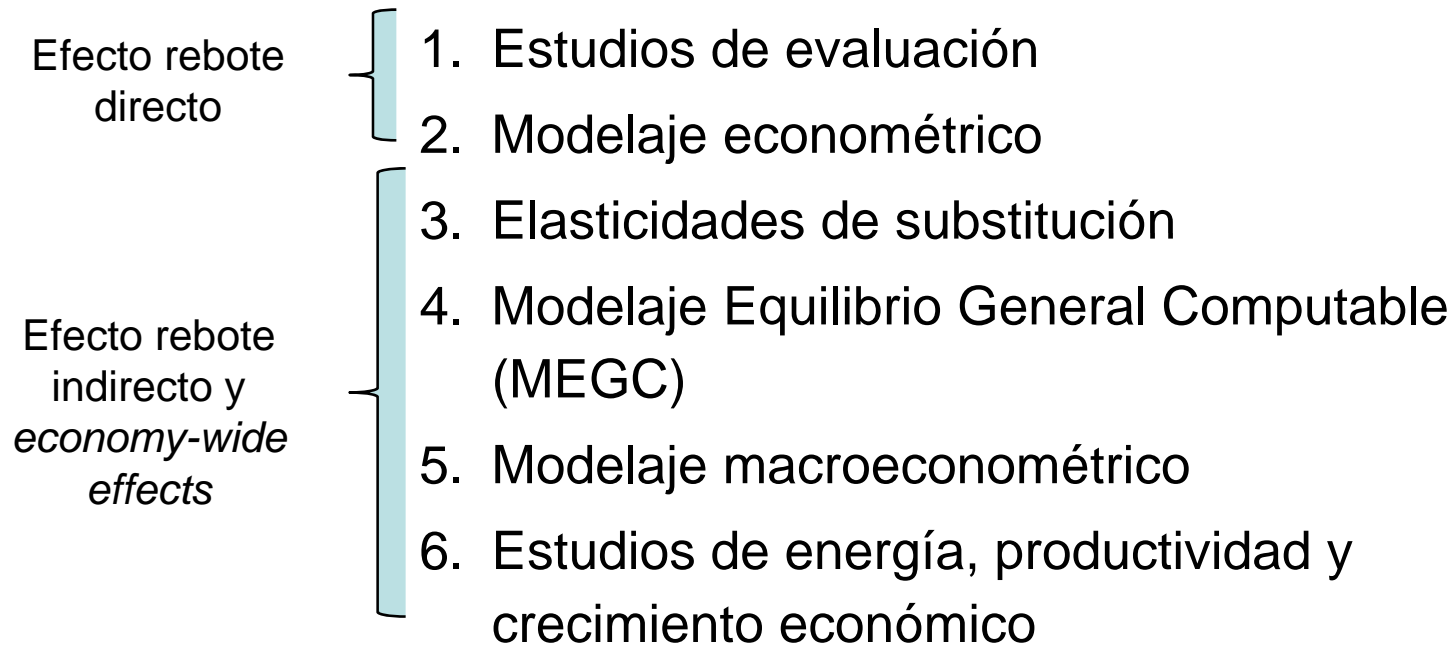 Efecto rebote
directo
1. Estudios de evaluación
2. Modelaje econométrico
Efecto rebote
indirecto y
economy-wide
effects
3. Elasticidades de substitución
4. Modelaje Equilibrio General Computable
(MEGC)
5. Modelaje macroeconométrico
6. Estudios de energía, productividad y
crecimiento económico